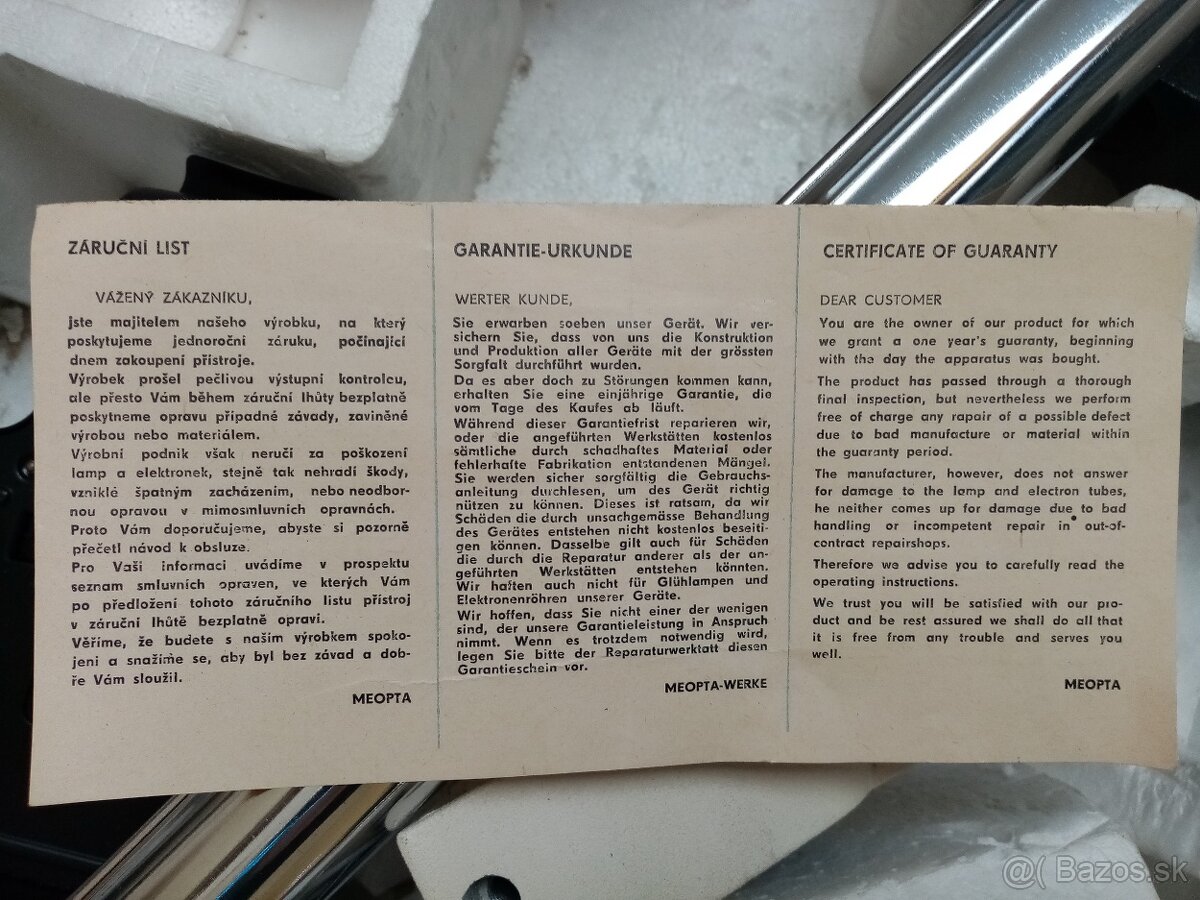 ZÁRUČNÍ LIST
VÁŽENÝ ZÁKAZNÍKU,
jste majitelem našeho výrobku, na který
poskytujeme jednoroční záruku, počínající
dnem zakoupení přístroje.
Výrobek prošel pečlivou výstupní kontrolou,
ale přesto Vám během záruční lhůty bezplatně
poskytneme opravu případné závady, zaviněné
výrobou nebo materiálem.
Výrobní podnik však neručí za poškození
lamp a elektronek, stejně tak nehradí škody,
vzniklé špatným zacházením, nebo neodbor-
nou opravou v mimosmluvních opravnách.
Proto Vám doporučujeme, abyste si pozorně
přečetli návod k obsluze.
Pro Vaši informaci uvádíme v prospektu
seznam smluvních opraven, ve kterých Vám
po předložení tohoto záručního listu přístroj
v záruční lhůtě bezplatně opraví.
Věříme, že budete s naším výrobkem spoko-
jeni a snažíme se, aby byl bez závad a dob-
ře Vám sloužil.
MEOPTA
GARANTIE-URKUNDE
WERTER KUNDE,
Sie erwarben soeben unser Gerät. Wir ver-
sichern Sie, dass von uns die Konstruktion
und Produktion aller Geräte mit der grössten
Sorgfalt durchführt wurden.
Da es aber doch zu Störungen kommen kann,
erhalten Sie eine einjährige Garantie, die
vom Tage des Kaufes ab läuft.
Während dieser Garantiefrist reparieren wir,
oder die angeführten Werkstätten kostenlos
sämtliche durch schadhaftes Material oder
fehlerhafte Fabrikation entstandenen Mängel.
Sie werden sicher sorgfältig die Gebrauchs-
anleitung durchlesen, um des Gerät richtig
nützen zu können. Dieses ist ratsam, da wir
Schäden die durch unsachgemässe Behandlung
des Gerätes entstehen nicht kostenlos beseiti-
gen können. Dasselbe gilt auch für Schäden
die durch die Reparatur anderer als der an-
geführten Werkstätten entstehen könnten.
Wir haften auch nicht für Glühlampen und
Elektronenröhren unserer Geräte.
Wir hoffen, dass Sie nicht einer der wenigen
sind, der unsere Garantieleistung in Anspruch
nimmt. Wenn es trotzdem notwendig wird,
legen Sie bitte der Reparaturwerktatt diesen
Garantieschein vor.
MEOPTA-WERKE
CERTIFICATE OF GUARANTY
DEAR CUSTOMER
You are the owner of our product for which
we grant a one year's guaranty, beginning
with the day the apparatus was bought.
The product has passed through a thorough
final inspection, but nevertheless we perform
free of charge any rapair of a possible defect
due to bad manufacture or material within
the guaranty period.
The manufacturer, however, does not answer
for damage to the lamp and electron tubes,
he neither comes up for damage due to bad
handling or incompetent repair in out-of-
contract repairshops.
Therefore we advise you to carefully read the
operating instructions.
We trust you will be satisfied with our pro-
duct and be rest assured we shall do all that
it is free from any trouble and serves you
well.
MEOPTA
@( Bazos.sk